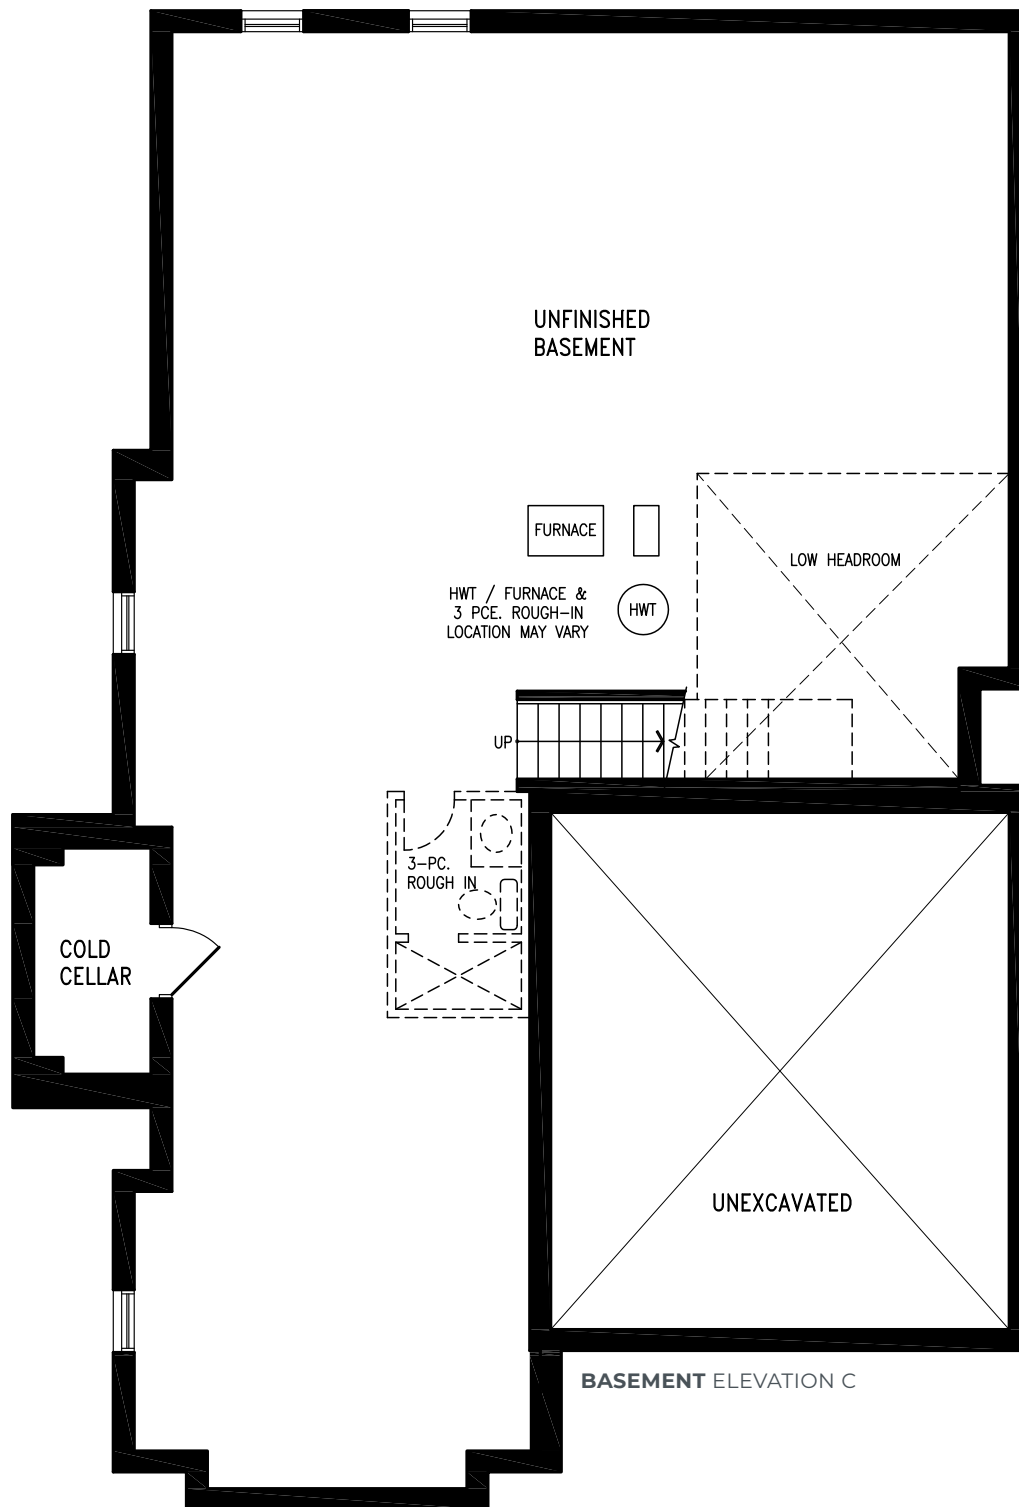 UNFINISHED
BASEMENT
FURNACE
LOW HEADROOM
HWT / FURNACE &
3 PCE. ROUGH-IN
LOCATION MAY VARY
HWT
UP
3-PC.
ROUGH IN
COLD
CELLAR
UNEXCAVATED
BASEMENT ELEVATION C